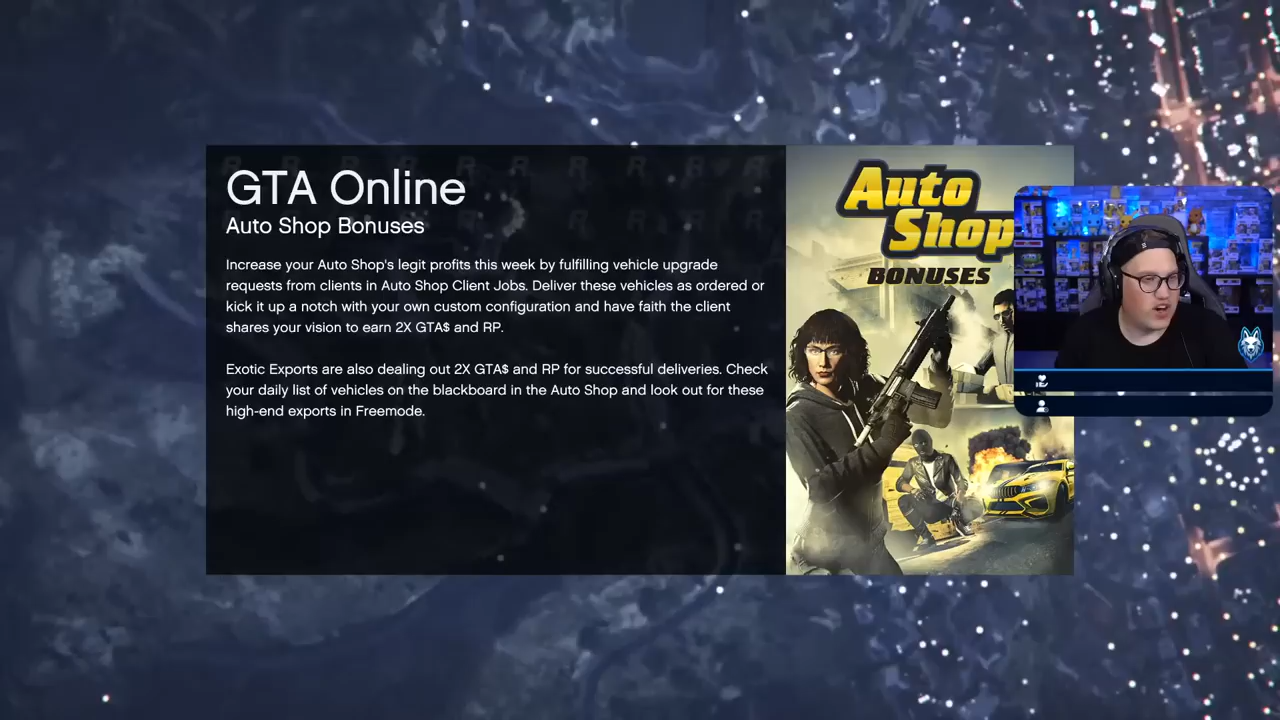 GTA Online
Auto Shop Bonuses
Increase your Auto Shop's legit profits this week by fulfilling vehicle upgrade
requests from clients in Auto Shop Client Jobs. Deliver these vehicles as ordered or
kick it up a notch with your own custom configuration and have faith the client
shares your vision to earn 2X GTA$ and RP.
Exotic Exports are also dealing out 2X GTA$ and RP for successful deliveries. Check
your daily list of vehicles on the blackboard in the Auto Shop and look out for these
high-end exports in Freemode.
Auto
Shop
BONUSES